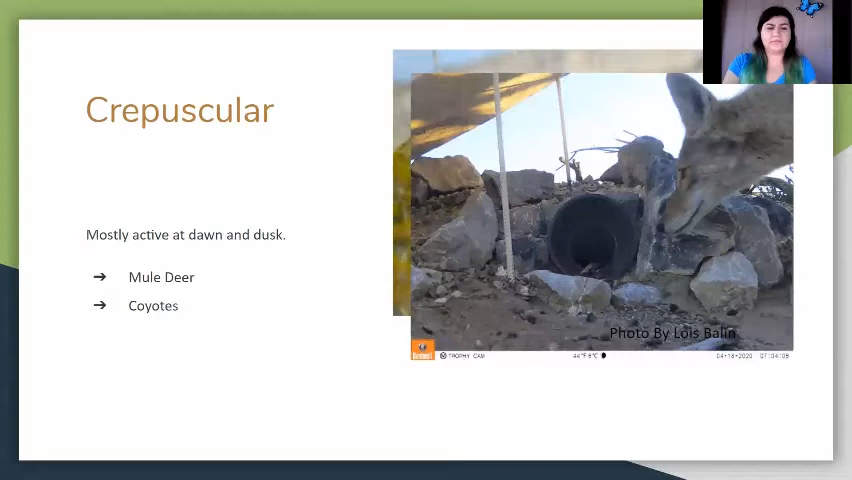 Crepuscular
Mostly active at dawn and dusk.
➔ Mule Deer
➔ Coyotes
Photo By Lois Balin
Bushnell
TROPHY CAM
44°F 6°C
04-18-2020 07:04:09